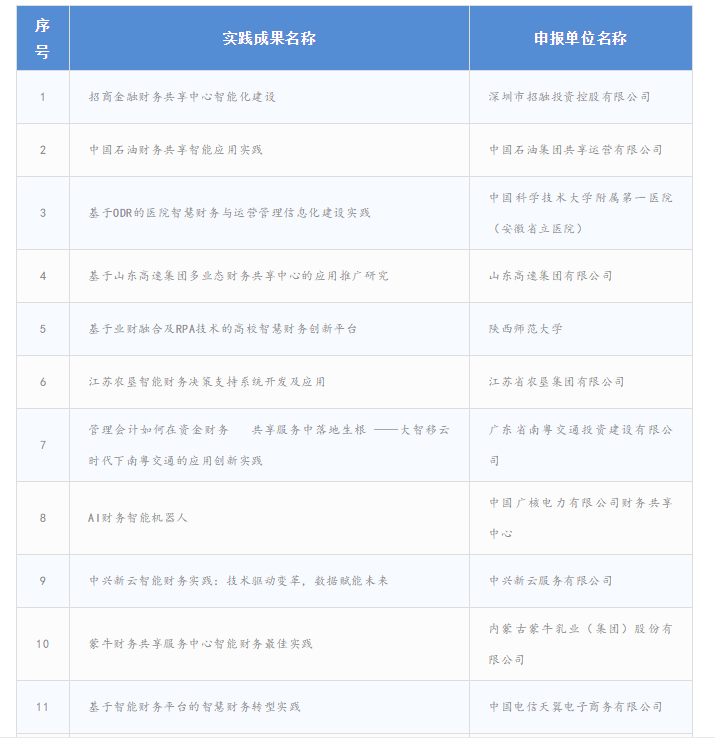 序
号
实践成果名称
申报单位名称
1
招商金融财务共享中心智能化建设
深圳市招融投资控股有限公司
2
中国石油财务共享智能应用实践
中国石油集团共享运营有限公司
3
基于ODR的医院智慧财务与运营管理信息化建设实践
中国科学技术大学附属第一医院
（安徽省立医院）
4
基于山东高速集团多业态财务共享中心的应用推广研究
山东高速集团有限公司
5
基于业财融合及RPA技术的高校智慧财务创新平台
陕西师范大学
6
江苏农垦智能财务决策支持系统开发及应用
江苏省农垦集团有限公司
7
管理会计如何在资金财务 共享服务中落地生根 ——大智移云
时代下南粤交通的应用创新实践
广东省南粤交通投资建设有限公
司
8
AI财务智能机器人
中国广核电力有限公司财务共享
中心
9
中兴新云智能财务实践：技术驱动变革，数据赋能未来
中兴新云服务有限公司
10
蒙牛财务共享服务中心智能财务最佳实践
内蒙古蒙牛乳业（集团）股份有
限公司
11
基于智能财务平台的智慧财务转型实践
中国电信天翼电子商务有限公司